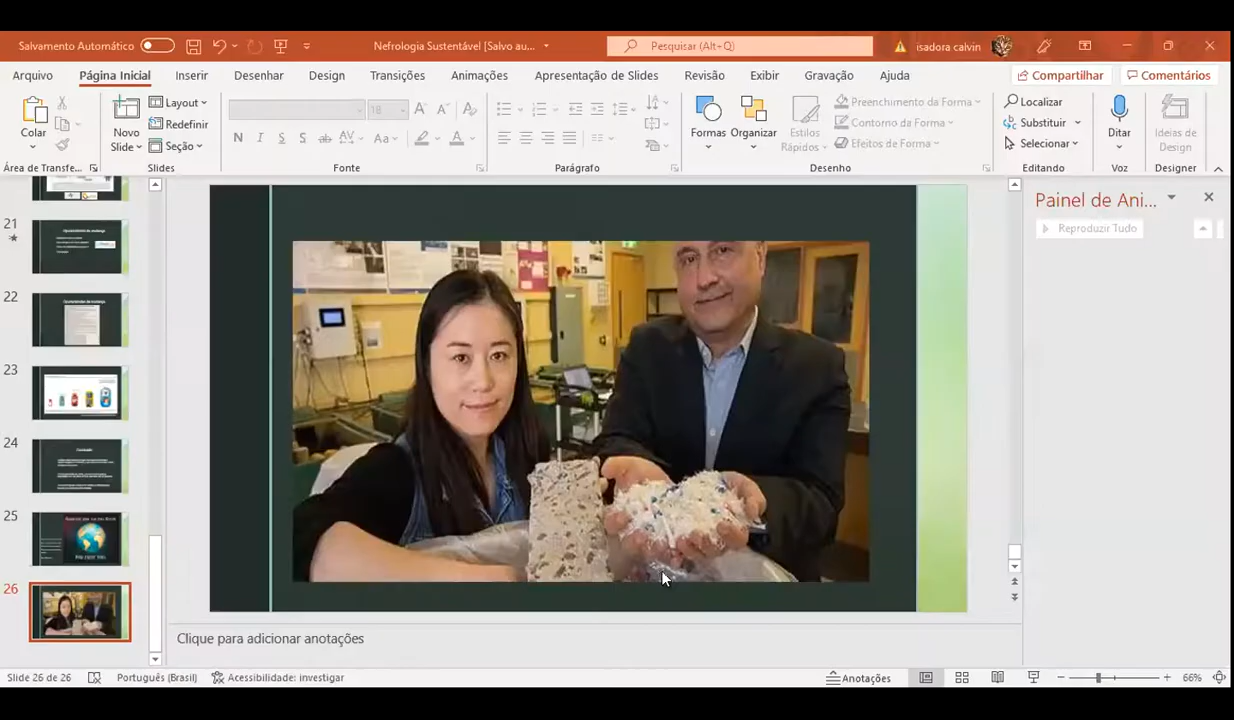 Salvamento Automático
Nefrologia Sustentável [Salvo au...
Pesquisar (Alt+Q)
isadora calvin
Arquivo
Página Inicial
Inserir
Desenhar
Design
Transições
Animações
Apresentação de Slides
Revisão
Exibir
Gravação
Ajuda
Compartilhar
Comentários
Colar
Novo
Slide
Layout
Redefinir
Seção
18
N I S S ab AV Aa A
Formas
Organizar
Estilos
Rápidos
Preenchimento da Forma
Contorno da Forma
Efeitos de Forma
Localizar
Substituir
Selecionar
Ditar
Ideias de
Design
Área de Transfe...
Slides
Fonte
Parágrafo
Desenho
Editando
Voz
Designer
21
22
23
24
25
26
Painel de Ani...
Reproduzir Tudo
Clique para adicionar anotações
Slide 26 de 26
Português (Brasil)
Acessibilidade: investigar
Anotações
66%